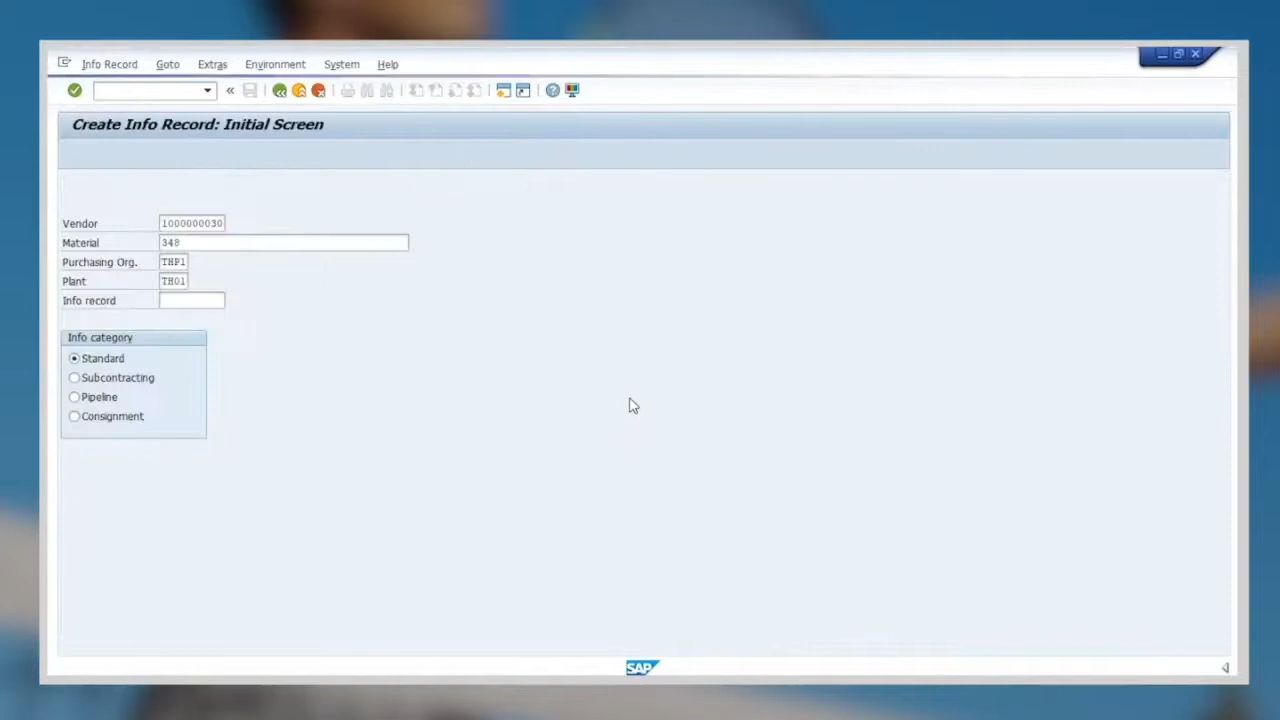 Info Record Goto Extras Environment System Help
Create Info Record: Initial Screen
Vendor 1000000030
Material 348
Purchasing Org. THP1
Plant TH01
Info record
Info category
Standard
Subcontracting
Pipeline
Consignment
SAP